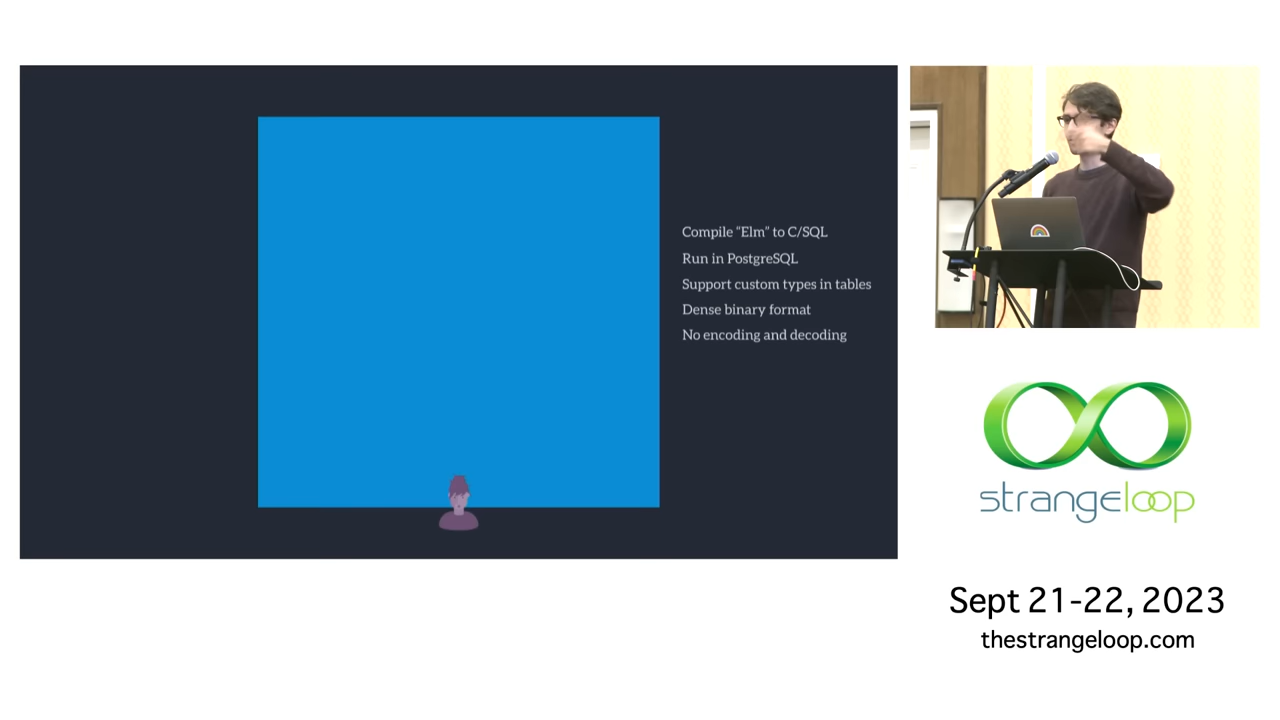 Compile “Elm” to C/SQL
Run in PostgreSQL
Support custom types in tables
Dense binary format
No encoding and decoding
strangeloop
Sept 21-22, 2023
thestrangeloop.com